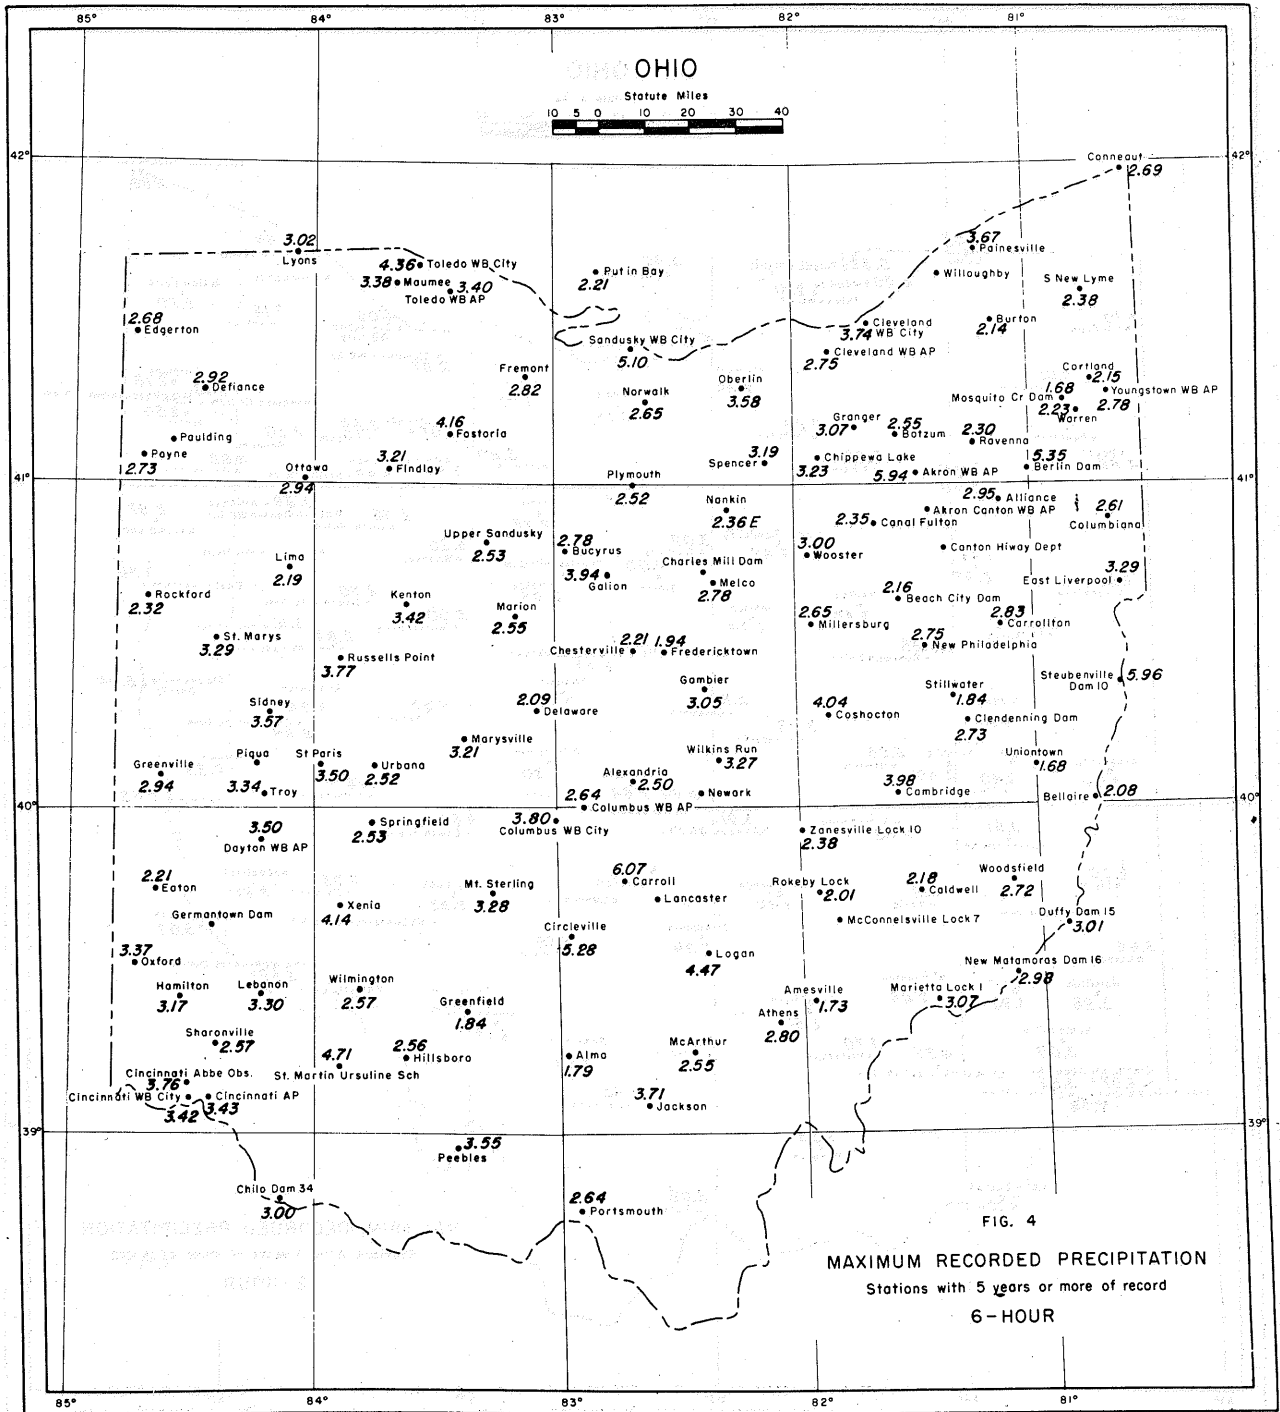 85° 84° 83° 82° 81°
OHIO
Statute Miles
10 5 0 10 20 30 40
42° 42°
Conneaut
2.69
3.02
Lyons
4.36 Toledo WB City
3.38 Maumee
3.40
Toledo WB AP
Put in Bay
2.21
3.67
Painesville
Willoughby
S New Lyme
2.38
2.68
Edgerton
Burton
2.14
Cleveland
WB City
3.74
Cleveland WB AP
2.75
Sandusky WB City
5.10
2.92
Defiance
Fremont
2.82
Norwalk
2.65
Oberlin
3.58
Cortland
2.15
Youngstown WB AP
2.78
1.68
Mosquito Cr Dam
2.23
Warren
Granger
3.07
2.55
Botzum
2.30
Ravenna
Paulding
4.16
Fostoria
Payne
2.73
3.21
Findlay
Ottawa
2.94
3.19
Spencer
Chippewa Lake
3.23
Akron WB AP
5.94
5.35
Berlin Dam
41° 41°
Plymouth
2.52
Nankin
2.36 E
2.95 Alliance
Akron Canton WB AP
2.35 Canal Fulton
2.61
Columbiana
Upper Sandusky
2.53
2.78
Bucyrus
3.00
Wooster
Canton Hiway Dept
Lima
2.19
3.94
Galion
Charles Mill Dam
Melco
2.78
3.29
East Liverpool
Rockford
2.32
Kenton
3.42
Marion
2.55
2.16
Beach City Dam
2.65
Millersburg
2.83
Carrollton
St. Marys
3.29
Russells Point
3.77
2.21
Chesterville
1.94
Fredericktown
2.75
New Philadelphia
Gambier
3.05
Stillwater
1.84
Steubenville
Dam 10
5.96
Sidney
3.57
2.09
Delaware
4.04
Coshocton
Clendenning Dam
2.73
Marysville
3.21
Piqua
3.34 Troy
St Paris
3.50
Urbana
2.52
Wilkins Run
3.27
Uniontown
1.68
Greenville
2.94
Alexandria
2.50
Newark
3.98
Cambridge
Bellaire 2.08
40° 40°
2.64
Columbus WB AP
3.80
Columbus WB City
Springfield
2.53
3.50
Dayton WB AP
Zanesville Lock 10
2.38
2.21
Eaton
6.07
Carroll
Lancaster
Rokeby Lock
2.01
2.18
Caldwell
Woodsfield
2.72
Mt. Sterling
3.28
Xenia
4.14
Germantown Dam
McConnelsville Lock 7
Duffy Dam 15
3.01
Circleville
5.28
Logan
4.47
3.37
Oxford
New Matamoras Dam 16
2.98
Hamilton
3.17
Lebanon
3.30
Wilmington
2.57
Greenfield
1.84
Amesville
1.73
Marietta Lock 1
3.07
Athens
2.80
Sharonville
2.57
4.71
St. Martin Ursuline Sch
2.56
Hillsboro
Alma
1.79
McArthur
2.55
Cincinnati Abbe Obs.
3.76
Cincinnati WB City
3.42
Cincinnati AP
3.43
3.71
Jackson
39° 39°
3.55
Peebles
Chilo Dam 34
3.00
2.64
Portsmouth
FIG. 4
MAXIMUM RECORDED PRECIPITATION
Stations with 5 years or more of record
6-HOUR
85° 84° 83° 82° 81°